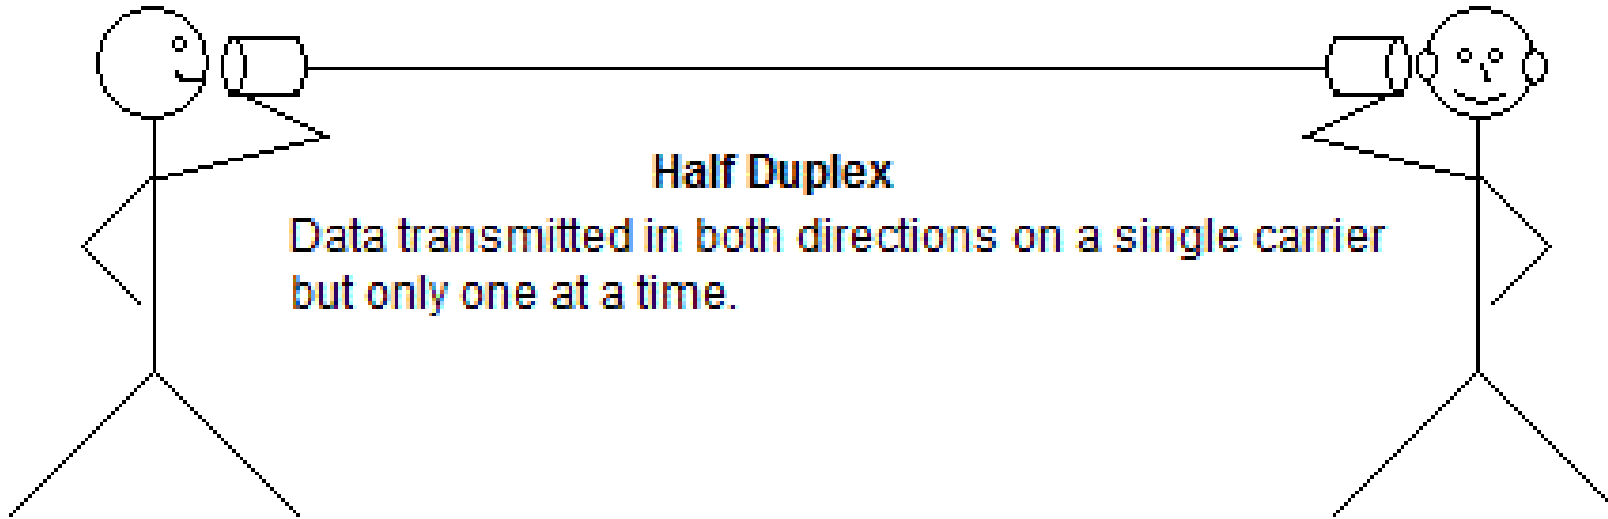 Half Duplex
Data transmitted in both directions on a single carrier
but only one at a time.